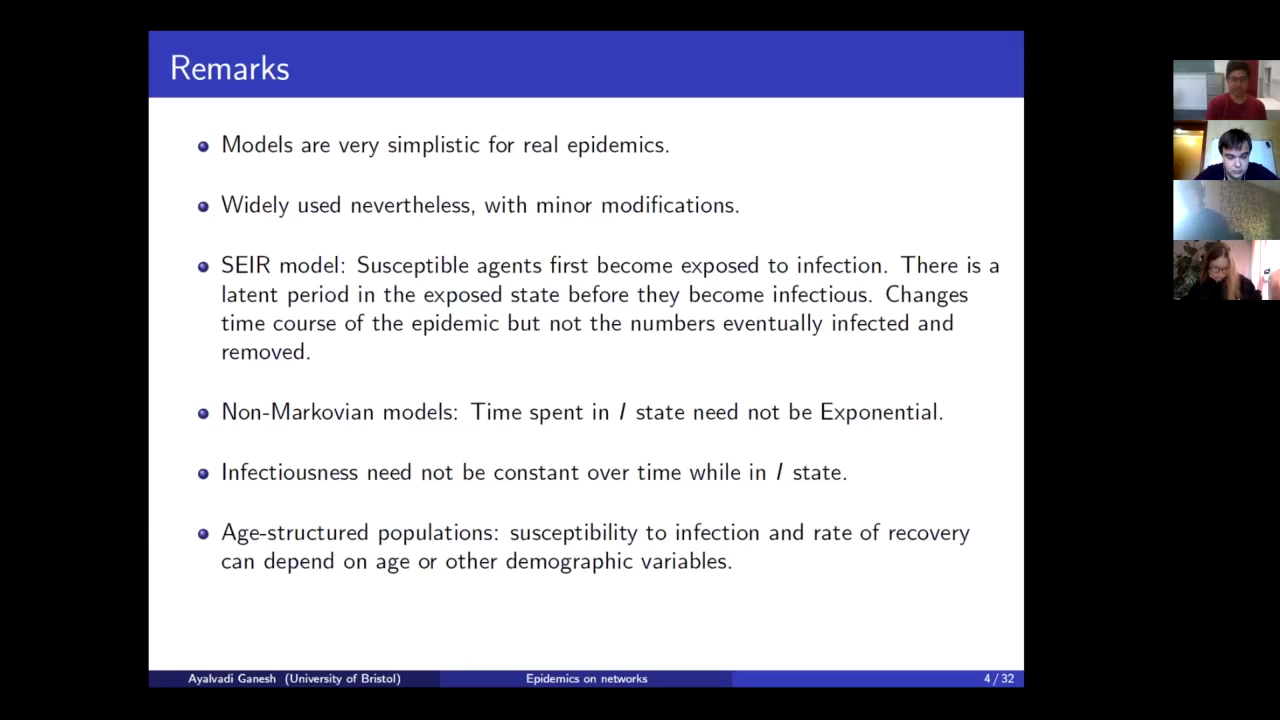 Remarks
Models are very simplistic for real epidemics.
Widely used nevertheless, with minor modifications.
SEIR model: Susceptible agents first become exposed to infection. There is a
latent period in the exposed state before they become infectious. Changes
time course of the epidemic but not the numbers eventually infected and
removed.
Non-Markovian models: Time spent in I state need not be Exponential.
Infectiousness need not be constant over time while in I state.
Age-structured populations: susceptibility to infection and rate of recovery
can depend on age or other demographic variables.
Ayalvadi Ganesh (University of Bristol) Epidemics on networks 4 / 32